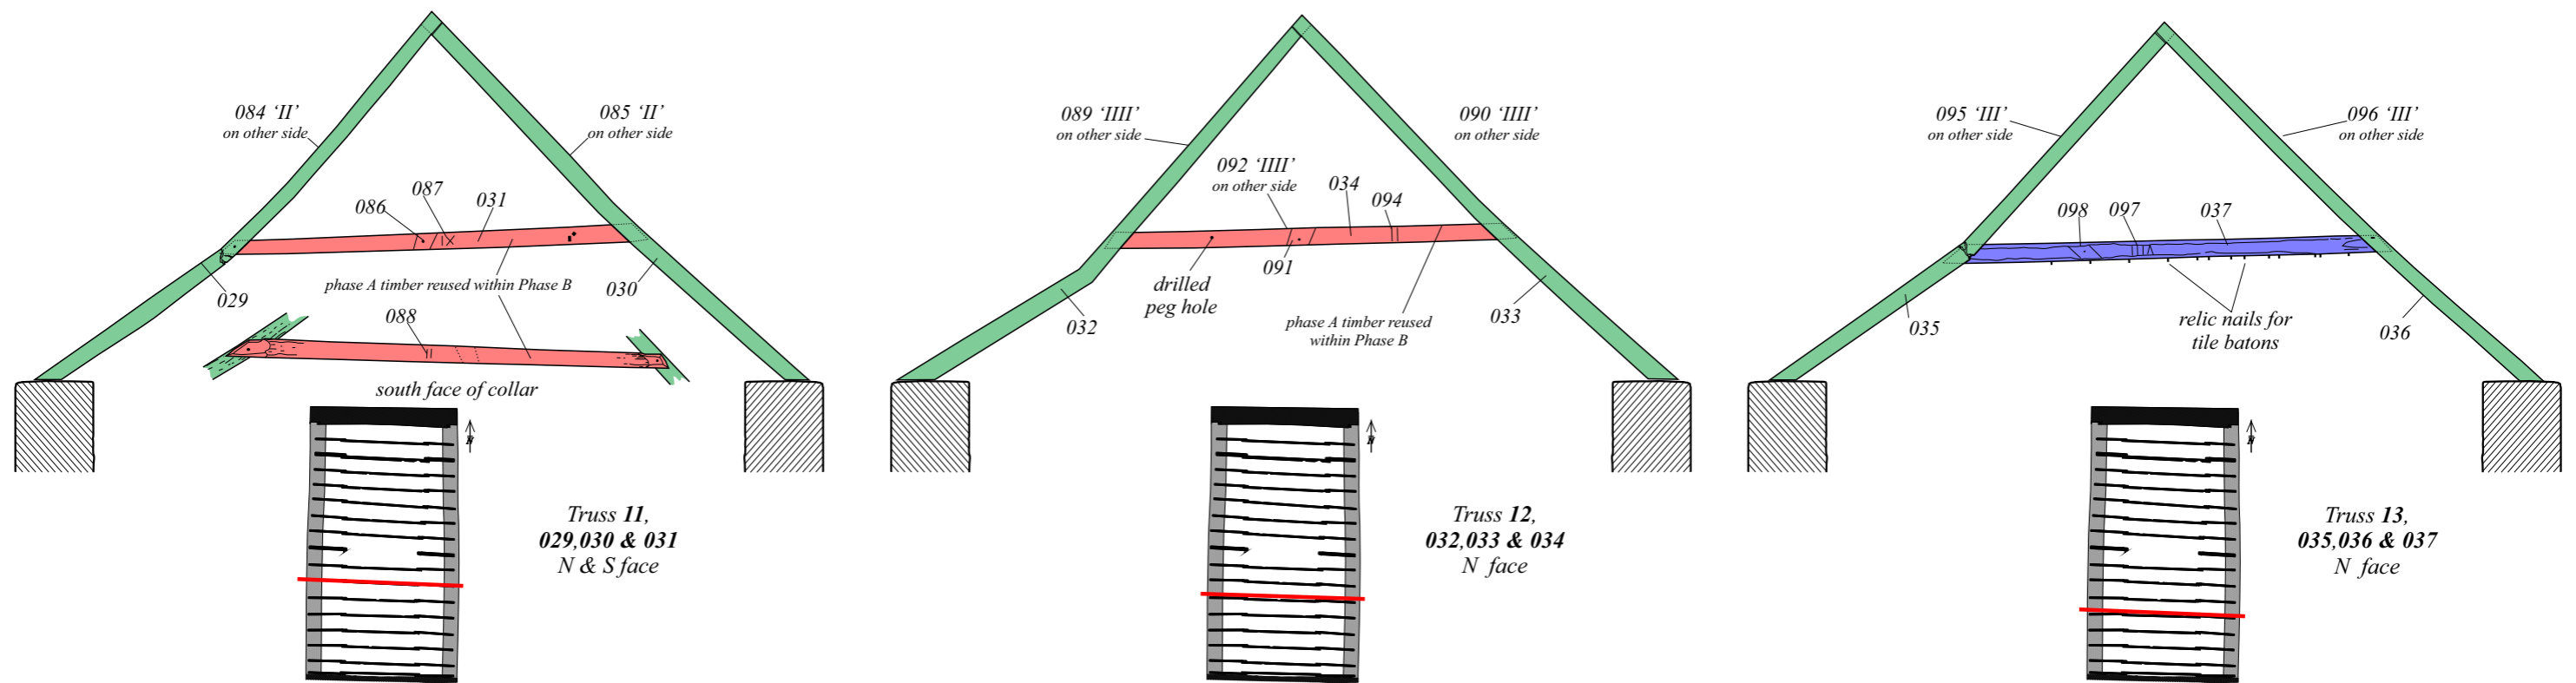 084 ‘II’
on other side
085 ‘II’
on other side
086
087
031
phase A timber reused within Phase B
029
030
088
south face of collar
Truss 11,
029,030 & 031
N & S face
089 ‘IIII’
on other side
090 ‘IIII’
on other side
092 ‘IIII’
on other side
034
094
091
drilled
peg hole
032
phase A timber reused
within Phase B
033
Truss 12,
032,033 & 034
N face
095 ‘III’
on other side
096 ‘III’
on other side
098
097
037
035
relic nails for
tile batons
036
Truss 13,
035,036 & 037
N face